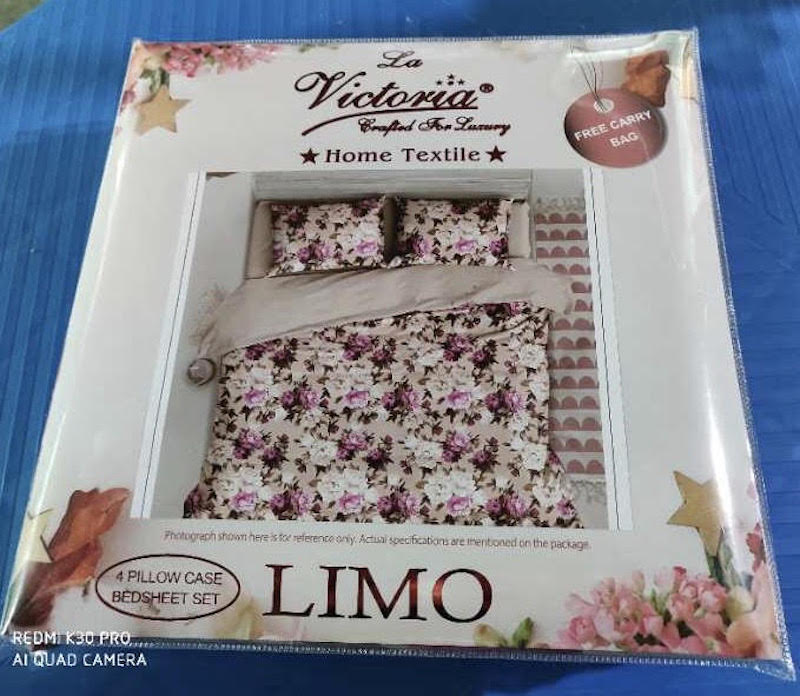 La
Victoria®
Crafted For Luxury
★ Home Textile ★
FREE CARRY
BAG
Photograph shown here is for reference only. Actual specifications are mentioned on the package.
4 PILLOW CASE
BEDSHEET SET
LIMO
REDMI K30 PRO
AI QUAD CAMERA